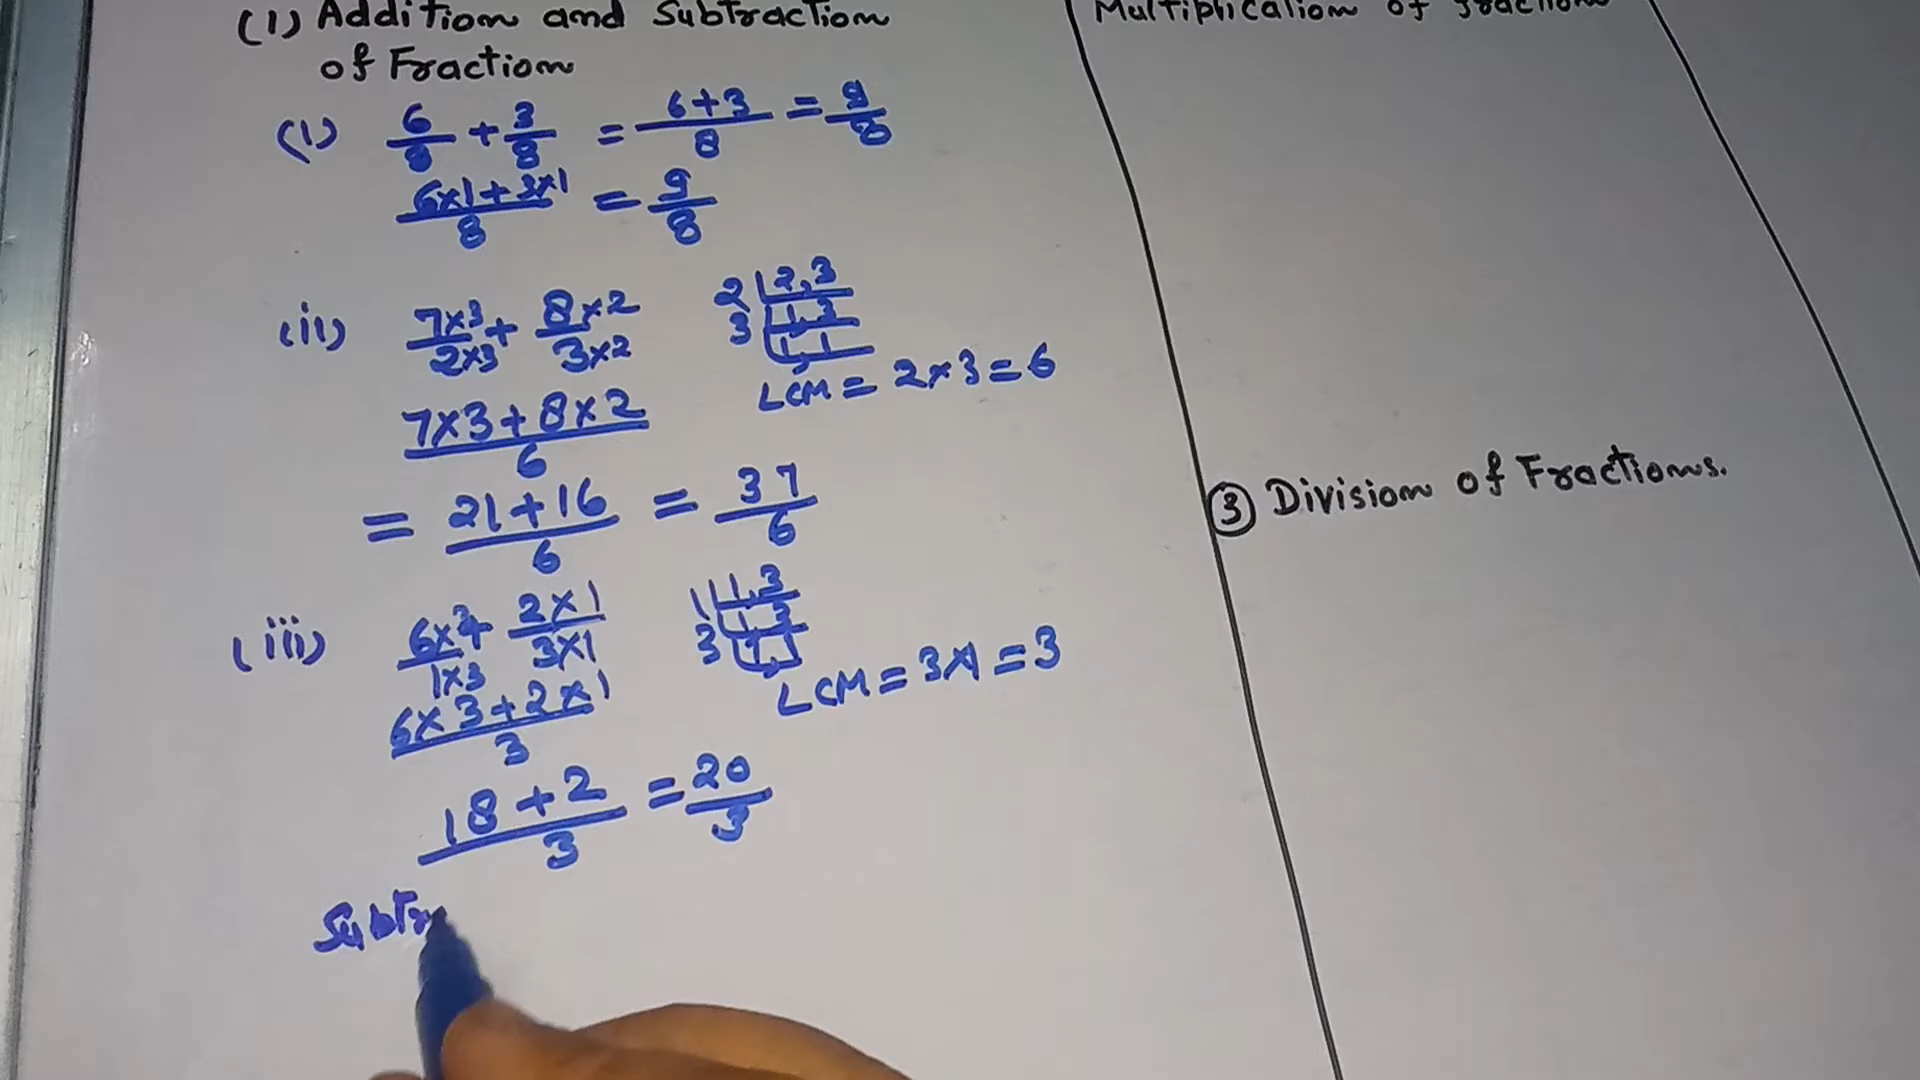 (1) Addition and Subtraction
of Fraction
(i) 6/8 + 3/8 = 6+3/8 = 9/8
6×1+3×1/8 = 9/8
(ii) 7×3/2×3 + 8×2/3×2
2 | 2,3
3 | 1,3
1,1
LCM = 2×3=6
7×3+8×2/6
= 21+16/6 = 37/6
(iii) 6×3/1×3 + 2×1/3×1
1 | 1,3
3 | 1,3
LCM = 3×1=3
6×3+2×1/3
18+2/3 = 20/3
Subtr
Multiplication of fractions
③ Division of Fractions.